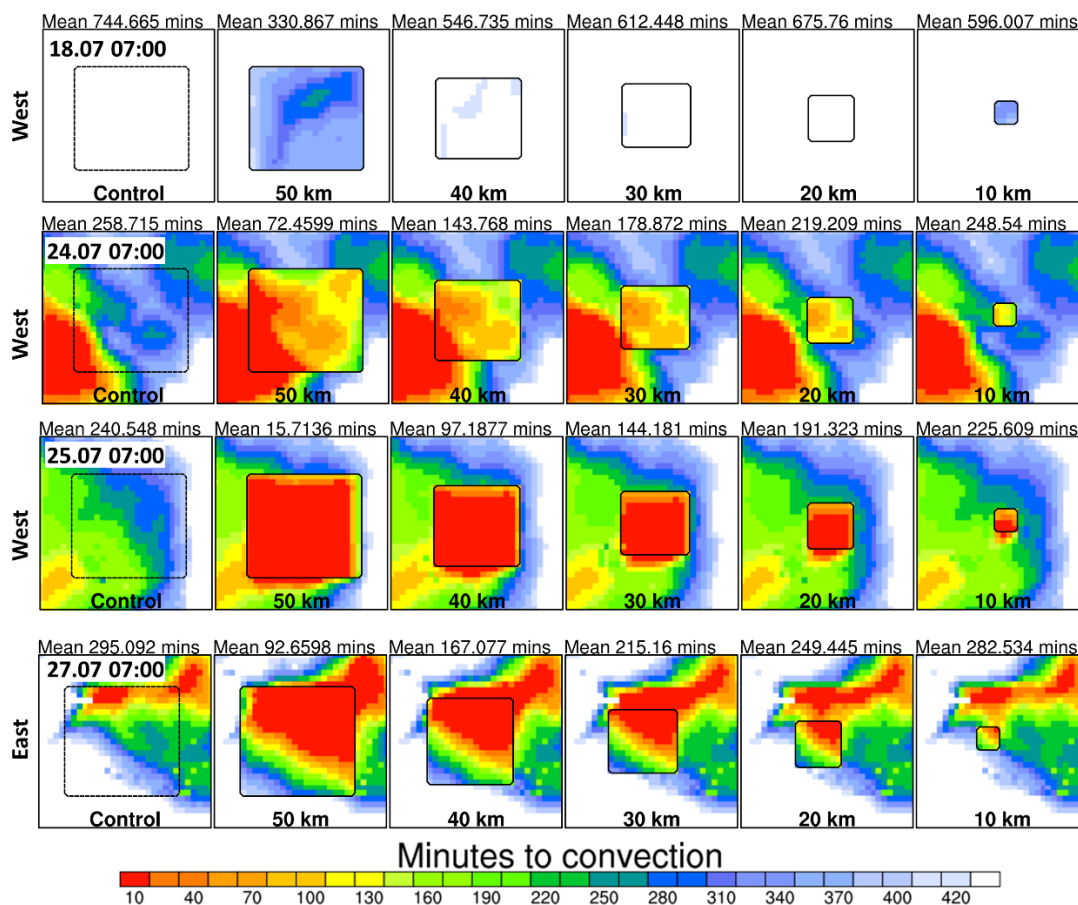 Mean 744.665 mins Mean 330.867 mins Mean 546.735 mins Mean 612.448 mins Mean 675.76 mins Mean 596.007 mins
18.07 07:00
West
Control 50 km 40 km 30 km 20 km 10 km
Mean 258.715 mins Mean 72.4599 mins Mean 143.768 mins Mean 178.872 mins Mean 219.209 mins Mean 248.54 mins
24.07 07:00
West
Control 50 km 40 km 30 km 20 km 10 km
Mean 240.548 mins Mean 15.7136 mins Mean 97.1877 mins Mean 144.181 mins Mean 191.323 mins Mean 225.609 mins
25.07 07:00
West
Control 50 km 40 km 30 km 20 km 10 km
Mean 295.092 mins Mean 92.6598 mins Mean 167.077 mins Mean 215.16 mins Mean 249.445 mins Mean 282.534 mins
27.07 07:00
East
Control 50 km 40 km 30 km 20 km 10 km
Minutes to convection
10 40 70 100 130 160 190 220 250 280 310 340 370 400 420